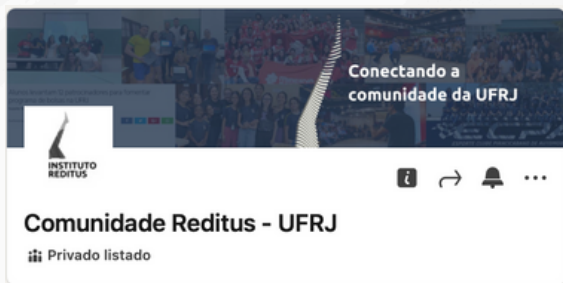 Conectando a
comunidade da UFRJ
INSTITUTO
REDITUS
Comunidade Reditus - UFRJ
Privado listado